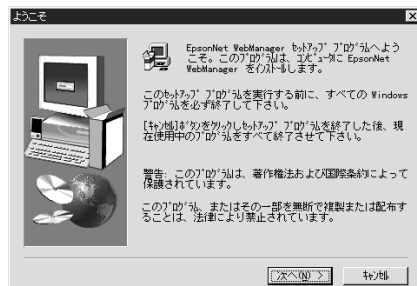 ようこそ
EpsonNet WebManager ｾｯﾄｱｯﾌﾟ ﾌﾟﾛｸﾞﾗﾑへよう
こそ。このﾌﾟﾛｸﾞﾗﾑは、ｺﾝﾋﾟｭｰﾀに EpsonNet
WebManager をｲﾝｽﾄｰﾙします。
このｾｯﾄｱｯﾌﾟ ﾌﾟﾛｸﾞﾗﾑを実行する前に、すべての Windows
ﾌﾟﾛｸﾞﾗﾑを必ず終了して下さい。
[ｷｬﾝｾﾙ]ﾎﾞﾀﾝをｸﾘｯｸしｾｯﾄｱｯﾌﾟ ﾌﾟﾛｸﾞﾗﾑを終了した後、現
在使用中のﾌﾟﾛｸﾞﾗﾑをすべて終了させて下さい。
警告: このﾌﾟﾛｸﾞﾗﾑは、著作権法および国際条約によって
保護されています。
このﾌﾟﾛｸﾞﾗﾑ、またはその一部を無断で複製または配布す
ることは、法律により禁止されています。
次へ(N) >
ｷｬﾝｾﾙ